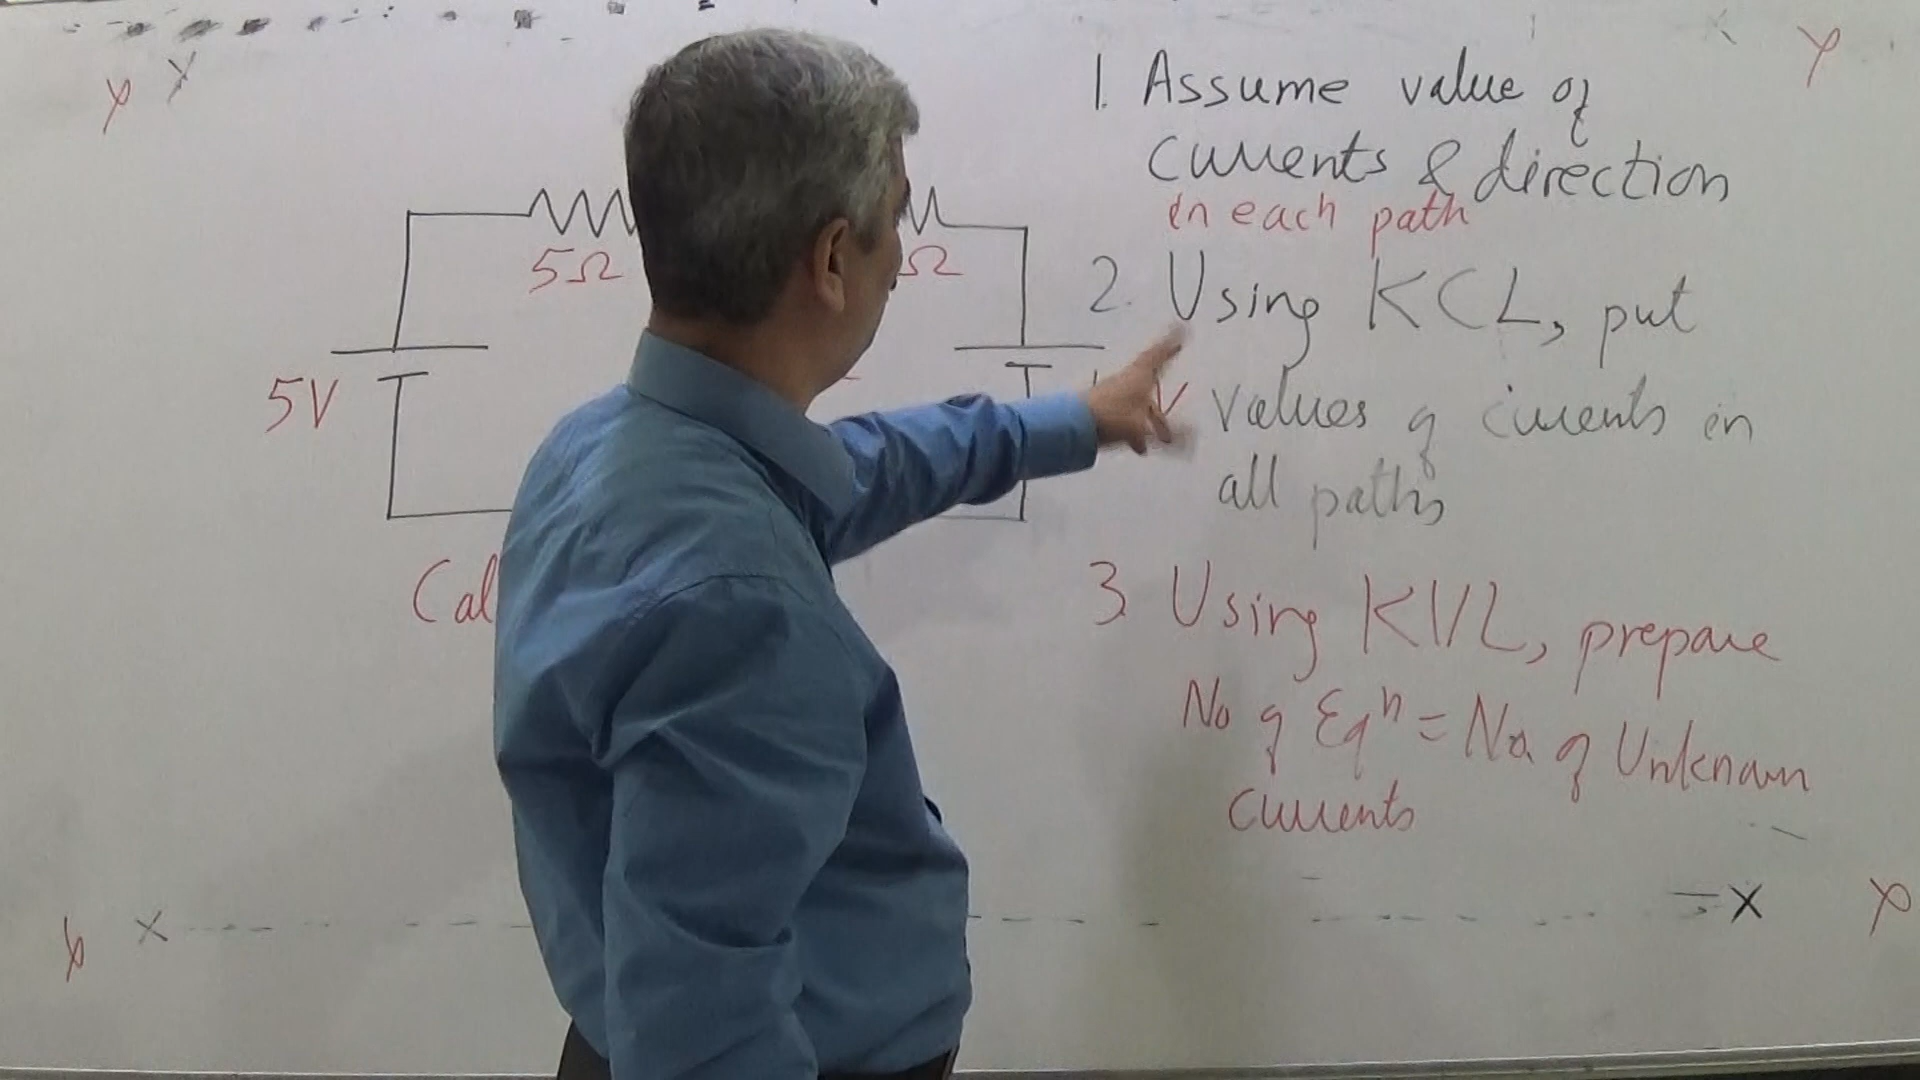 1. Assume value of
currents & direction
in each path
2. Using KCL, put
values of currents in
all paths
3. Using KVL, prepare
No of Eqn = No. of Unknown
currents
5Ω
Ω
5V
V
Cal